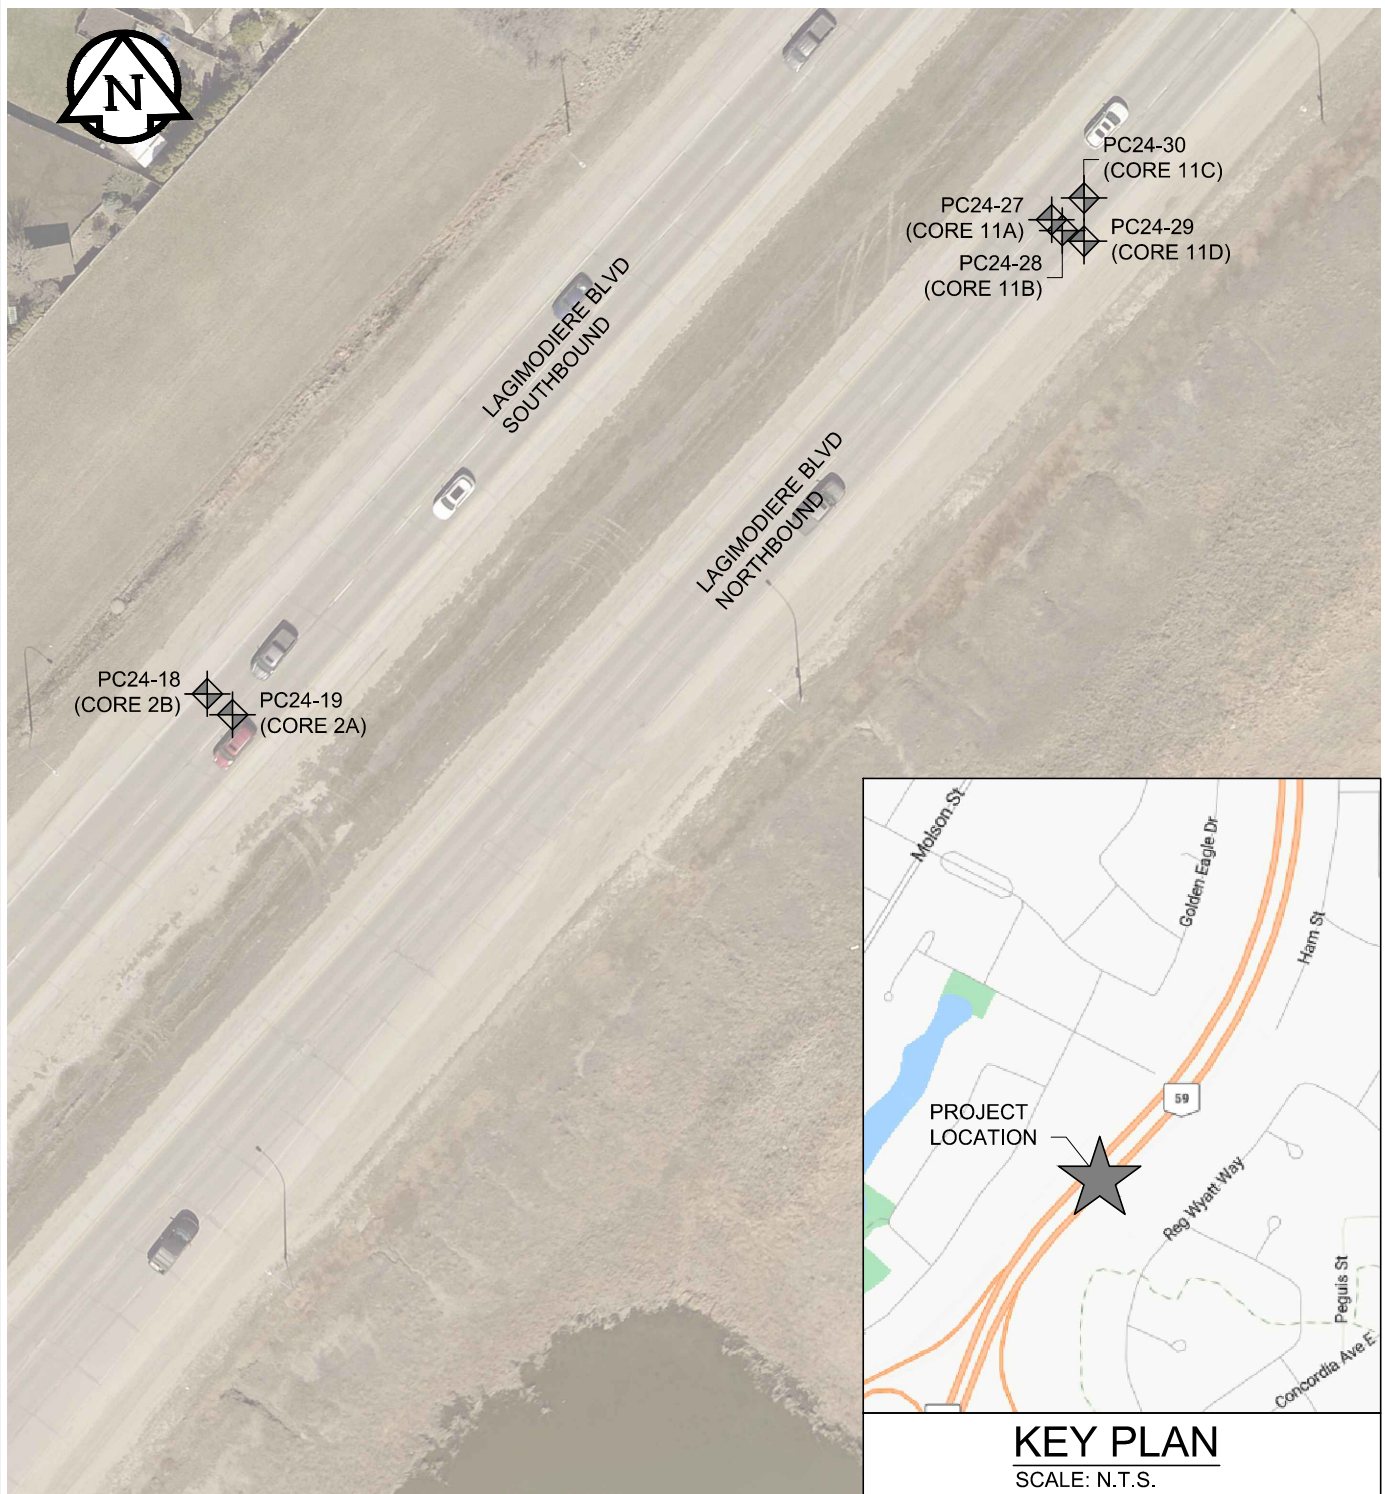 N
PC24-30
(CORE 11C)
PC24-27
(CORE 11A)
PC24-29
(CORE 11D)
PC24-28
(CORE 11B)
LAGIMODIERE BLVD
SOUTHBOUND
LAGIMODIERE BLVD
NORTHBOUND
PC24-18
(CORE 2B)
PC24-19
(CORE 2A)
Molson St
Golden Eagle Dr
Ham St
59
PROJECT
LOCATION
Reg Wyatt Way
Peguis St
Concordia Ave E
KEY PLAN
SCALE: N.T.S.